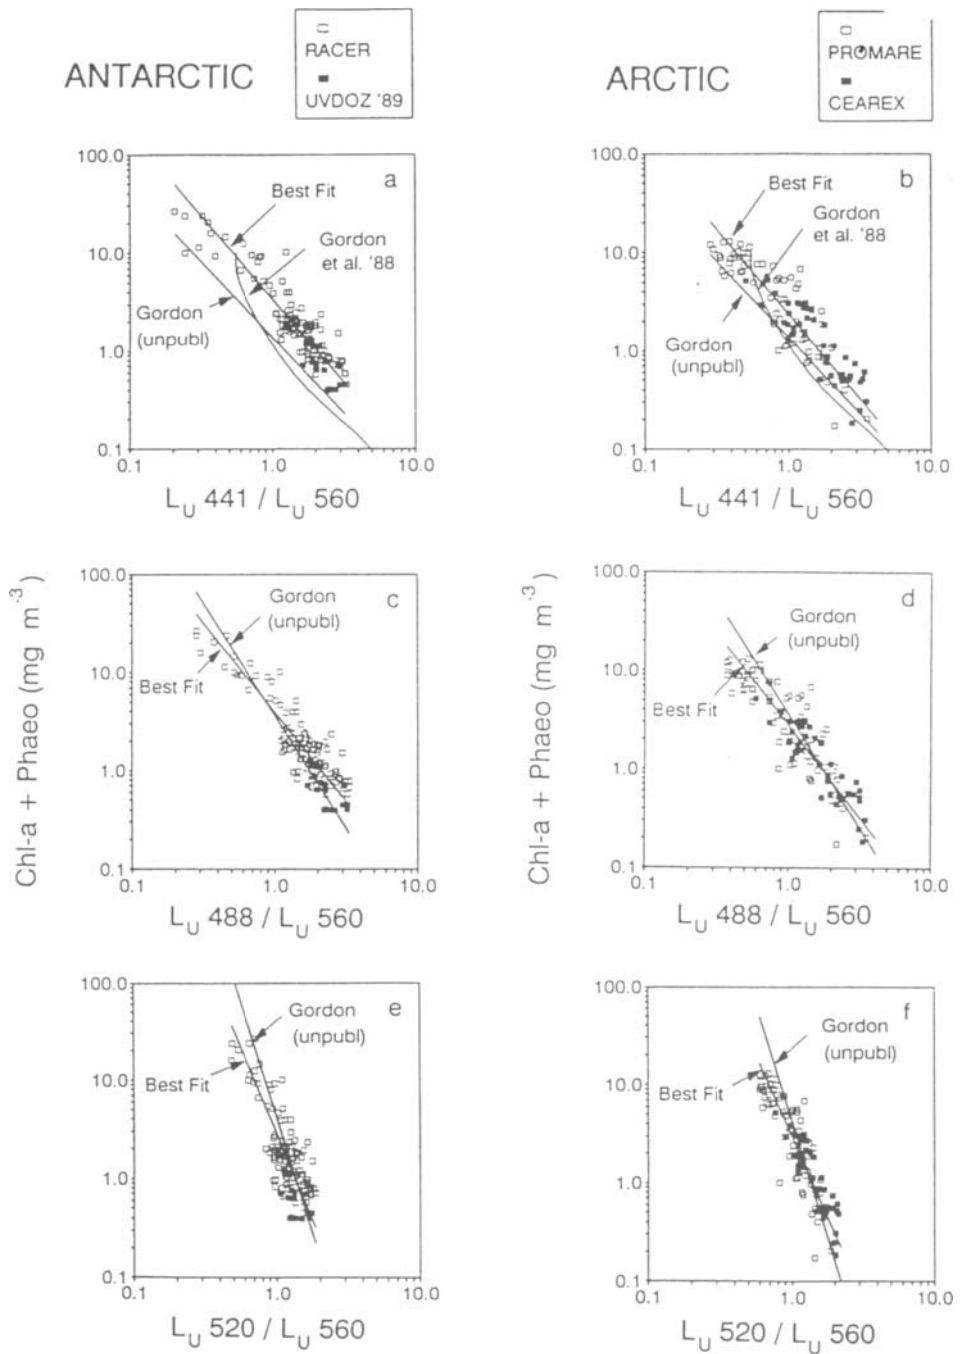 ANTARCTIC
RACER
UVDOZ '89
ARCTIC
PROMARE
CEAREX
100.0
10.0
1.0
0.1
0.1
1.0
10.0
a
Best Fit
Gordon
et al. '88
Gordon
(unpubl)
L_U 441 / L_U 560
100.0
10.0
1.0
0.1
0.1
1.0
10.0
b
Best Fit
Gordon
et al. '88
Gordon
(unpubl)
L_U 441 / L_U 560
Chl-a + Phaeo (mg m⁻³)
100.0
10.0
1.0
0.1
0.1
1.0
10.0
c
Gordon
(unpubl)
Best Fit
L_U 488 / L_U 560
Chl-a + Phaeo (mg m⁻³)
100.0
10.0
1.0
0.1
0.1
1.0
10.0
d
Gordon
(unpubl)
Best Fit
L_U 488 / L_U 560
100.0
10.0
1.0
0.1
0.1
1.0
10.0
e
Gordon
(unpubl)
Best Fit
L_U 520 / L_U 560
100.0
10.0
1.0
0.1
0.1
1.0
10.0
f
Gordon
(unpubl)
Best Fit
L_U 520 / L_U 560